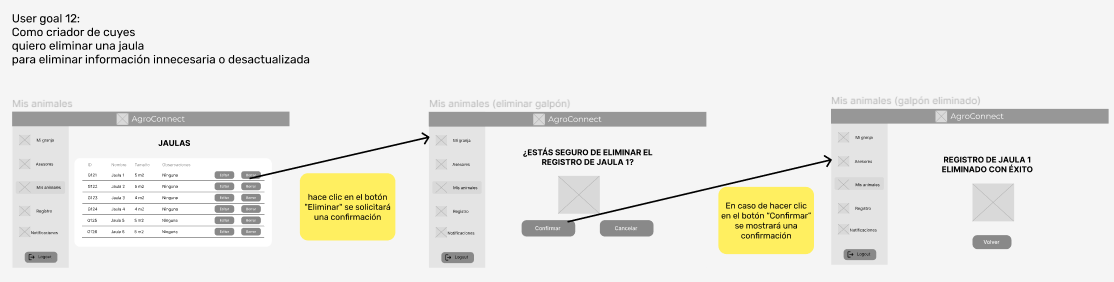 User goal 12:
Como criador de cuyes
quiero eliminar una jaula
para eliminar información innecesaria o desactualizada
Mis animales
AgroConnect
Mi granja
Asesores
Mis animales
Registro
Notificaciones
Logout
JAULAS
ID Nombre Tamaño Observaciones
0121 Jaula 1 5 m2 Ninguna Editar Borrar
0122 Jaula 2 5 m2 Ninguna Editar Borrar
0123 Jaula 3 4 m2 Ninguna Editar Borrar
0124 Jaula 4 4 m2 Ninguna Editar Borrar
0125 Jaula 5 5 m2 Ninguna Editar Borrar
0126 5 m2 Ninguna Editar Borrar
hace clic en el botón
"Eliminar" se solicitará
una confirmación
Mis animales (eliminar galpón)
AgroConnect
Mi granja
Asesores
Mis animales
Registro
Notificaciones
Logout
¿ESTÁS SEGURO DE ELIMINAR EL
REGISTRO DE JAULA 1?
Confirmar
Cancelar
En caso de hacer clic
en el botón "Confirmar"
se mostrará una
confirmación
Mis animales (galpón eliminado)
AgroConnect
Mi granja
Asesores
Mis animales
Registro
Notificaciones
Logout
REGISTRO DE JAULA 1
ELIMINADO CON ÉXITO
Volver